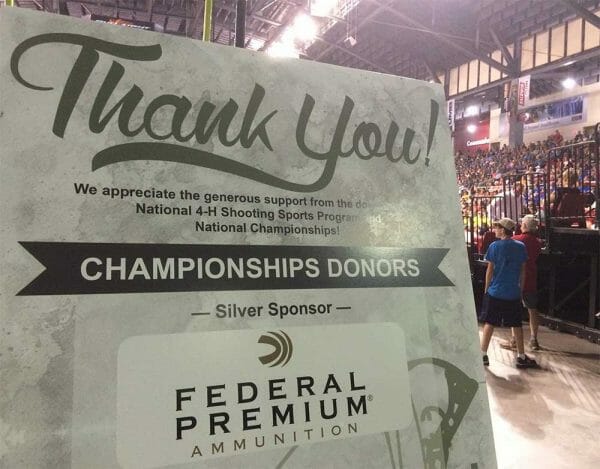 Thank You!
We appreciate the generous support from the
National 4-H Shooting Sports
National Championships!
CHAMPIONSHIPS DONORS
— Silver Sponsor —
FEDERAL
PREMIUM®
AMMUNITION